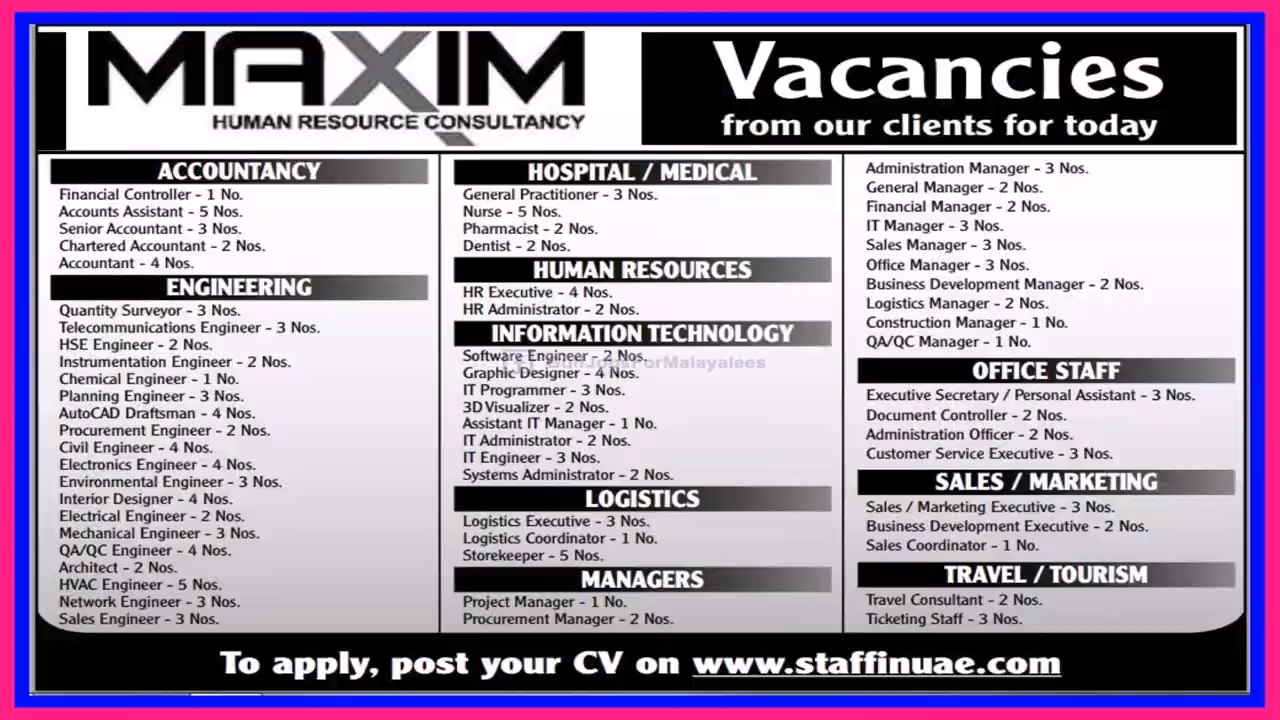 MAXIM
HUMAN RESOURCE CONSULTANCY
Vacancies
from our clients for today
ACCOUNTANCY
Financial Controller - 1 No.
Accounts Assistant - 5 Nos.
Senior Accountant - 3 Nos.
Chartered Accountant - 2 Nos.
Accountant - 4 Nos.
ENGINEERING
Quantity Surveyor - 3 Nos.
Telecommunications Engineer - 3 Nos.
HSE Engineer - 2 Nos.
Instrumentation Engineer - 2 Nos.
Chemical Engineer - 1 No.
Planning Engineer - 3 Nos.
AutoCAD Draftsman - 4 Nos.
Procurement Engineer - 2 Nos.
Civil Engineer - 4 Nos.
Electronics Engineer - 4 Nos.
Environmental Engineer - 3 Nos.
Interior Designer - 4 Nos.
Electrical Engineer - 2 Nos.
Mechanical Engineer - 3 Nos.
QA/QC Engineer - 4 Nos.
Architect - 2 Nos.
HVAC Engineer - 5 Nos.
Network Engineer - 3 Nos.
Sales Engineer - 3 Nos.
HOSPITAL / MEDICAL
General Practitioner - 3 Nos.
Nurse - 5 Nos.
Pharmacist - 2 Nos.
Dentist - 2 Nos.
HUMAN RESOURCES
HR Executive - 4 Nos.
HR Administrator - 2 Nos.
INFORMATION TECHNOLOGY
Software Engineer - 2 Nos.
GulfJobsForMalayalees
Graphic Designer - 4 Nos.
IT Programmer - 3 Nos.
3D Visualizer - 2 Nos.
Assistant IT Manager - 1 No.
IT Administrator - 2 Nos.
IT Engineer - 3 Nos.
Systems Administrator - 2 Nos.
LOGISTICS
Logistics Executive - 3 Nos.
Logistics Coordinator - 1 No.
Storekeeper - 5 Nos.
MANAGERS
Project Manager - 1 No.
Procurement Manager - 2 Nos.
Administration Manager - 3 Nos.
General Manager - 2 Nos.
Financial Manager - 2 Nos.
IT Manager - 3 Nos.
Sales Manager - 3 Nos.
Office Manager - 3 Nos.
Business Development Manager - 2 Nos.
Logistics Manager - 2 Nos.
Construction Manager - 1 No.
QA/QC Manager - 1 No.
OFFICE STAFF
Executive Secretary / Personal Assistant - 3 Nos.
Document Controller - 2 Nos.
Administration Officer - 2 Nos.
Customer Service Executive - 3 Nos.
SALES / MARKETING
Sales / Marketing Executive - 3 Nos.
Business Development Executive - 2 Nos.
Sales Coordinator - 1 No.
TRAVEL / TOURISM
Travel Consultant - 2 Nos.
Ticketing Staff - 3 Nos.
To apply, post your CV on www.staffinuae.com